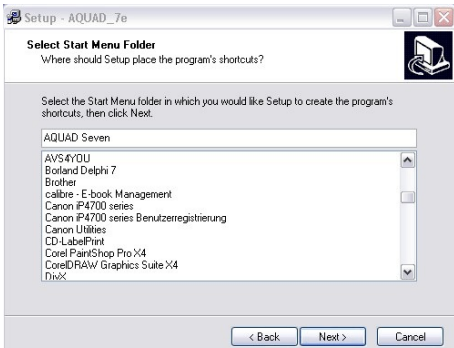 Setup - AQUAD_7e
Select Start Menu Folder
Where should Setup place the program's shortcuts?
Select the Start Menu folder in which you would like Setup to create the program's
shortcuts, then click Next.
AQUAD Seven
AVS4YOU
Borland Delphi 7
Brother
calibre - E-book Management
Canon iP4700 series
Canon iP4700 series Benutzerregistrierung
Canon Utilities
CD-LabelPrint
Corel PaintShop Pro X4
CorelDRAW Graphics Suite X4
DivX
< Back
Next >
Cancel